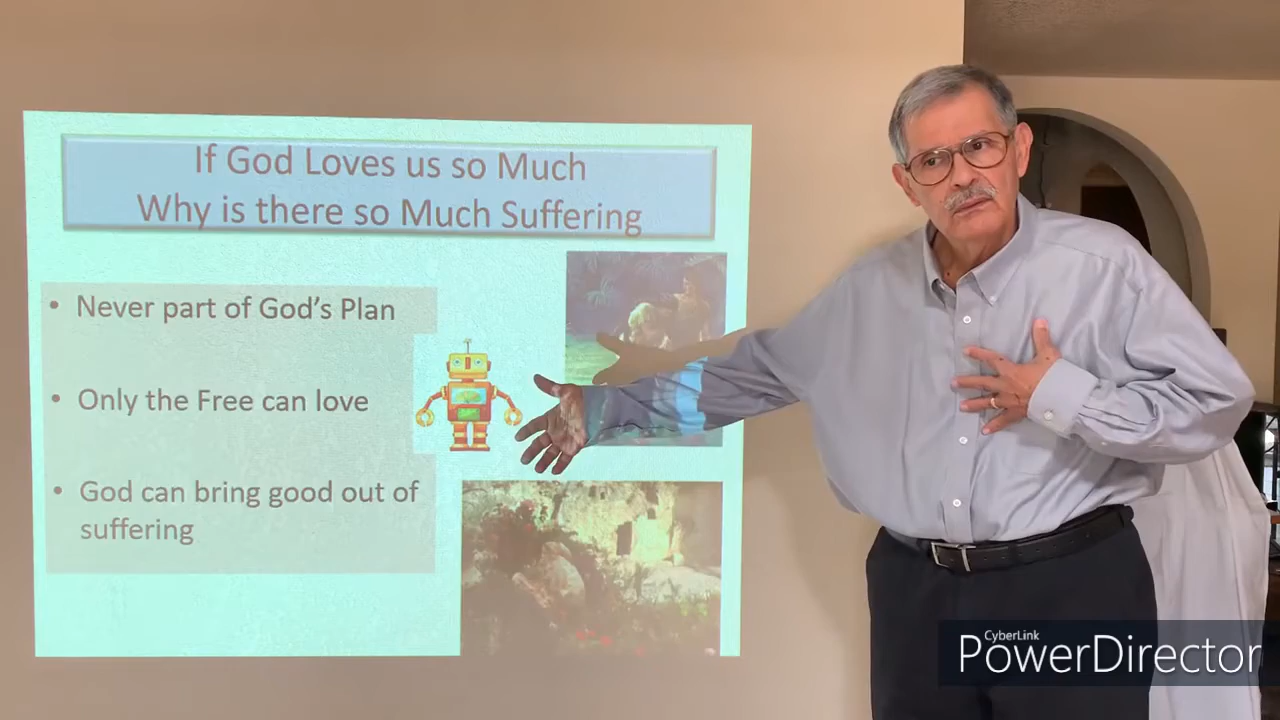 If God Loves us so Much
Why is there so Much Suffering
• Never part of God's Plan
• Only the Free can love
• God can bring good out of
suffering
CyberLink
PowerDirector